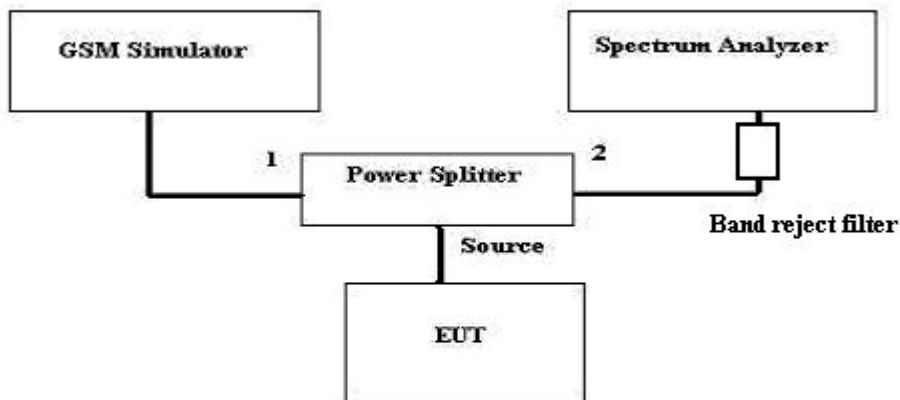 GSM Simulator
Spectrum Analyzer
1
2
Power Splitter
Band reject filter
Source
EUT